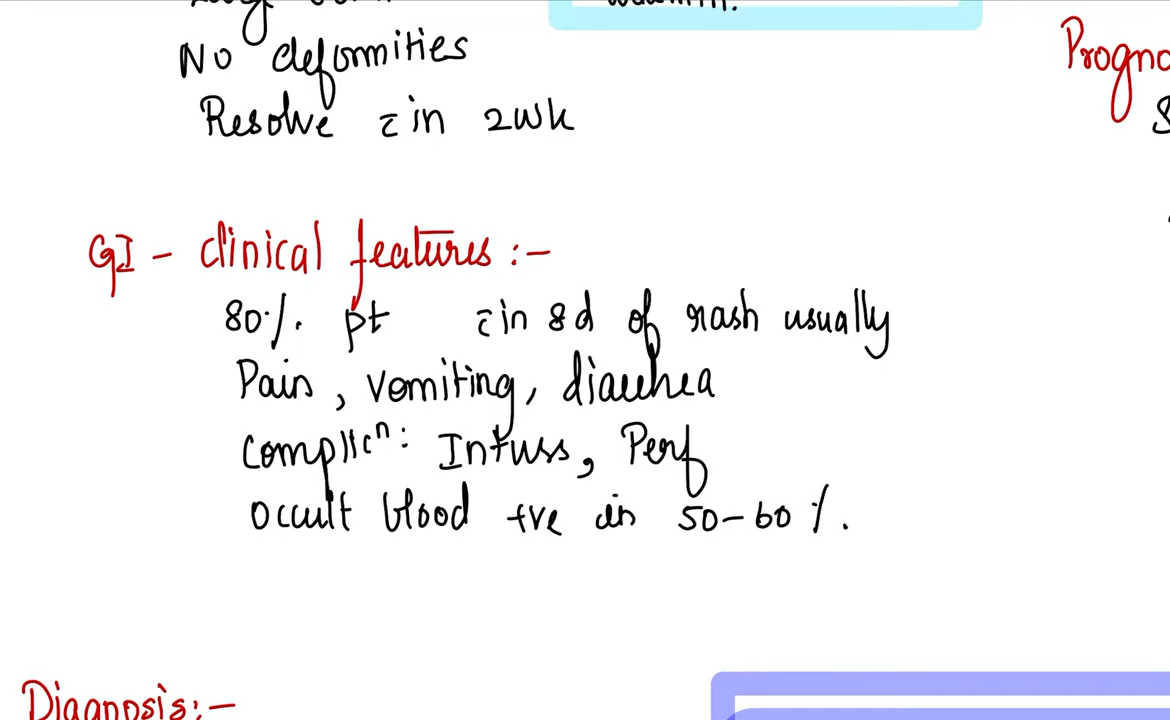 No deformities
Progno
Resolve c̄in 2wk
GI - clinical features :-
80% pt c̄in 8d of rash usually
Pain, vomiting, diarrhea
Complicⁿ: Intuss, Perf
Occult blood +ve in 50-60%.
Diagnosis:-